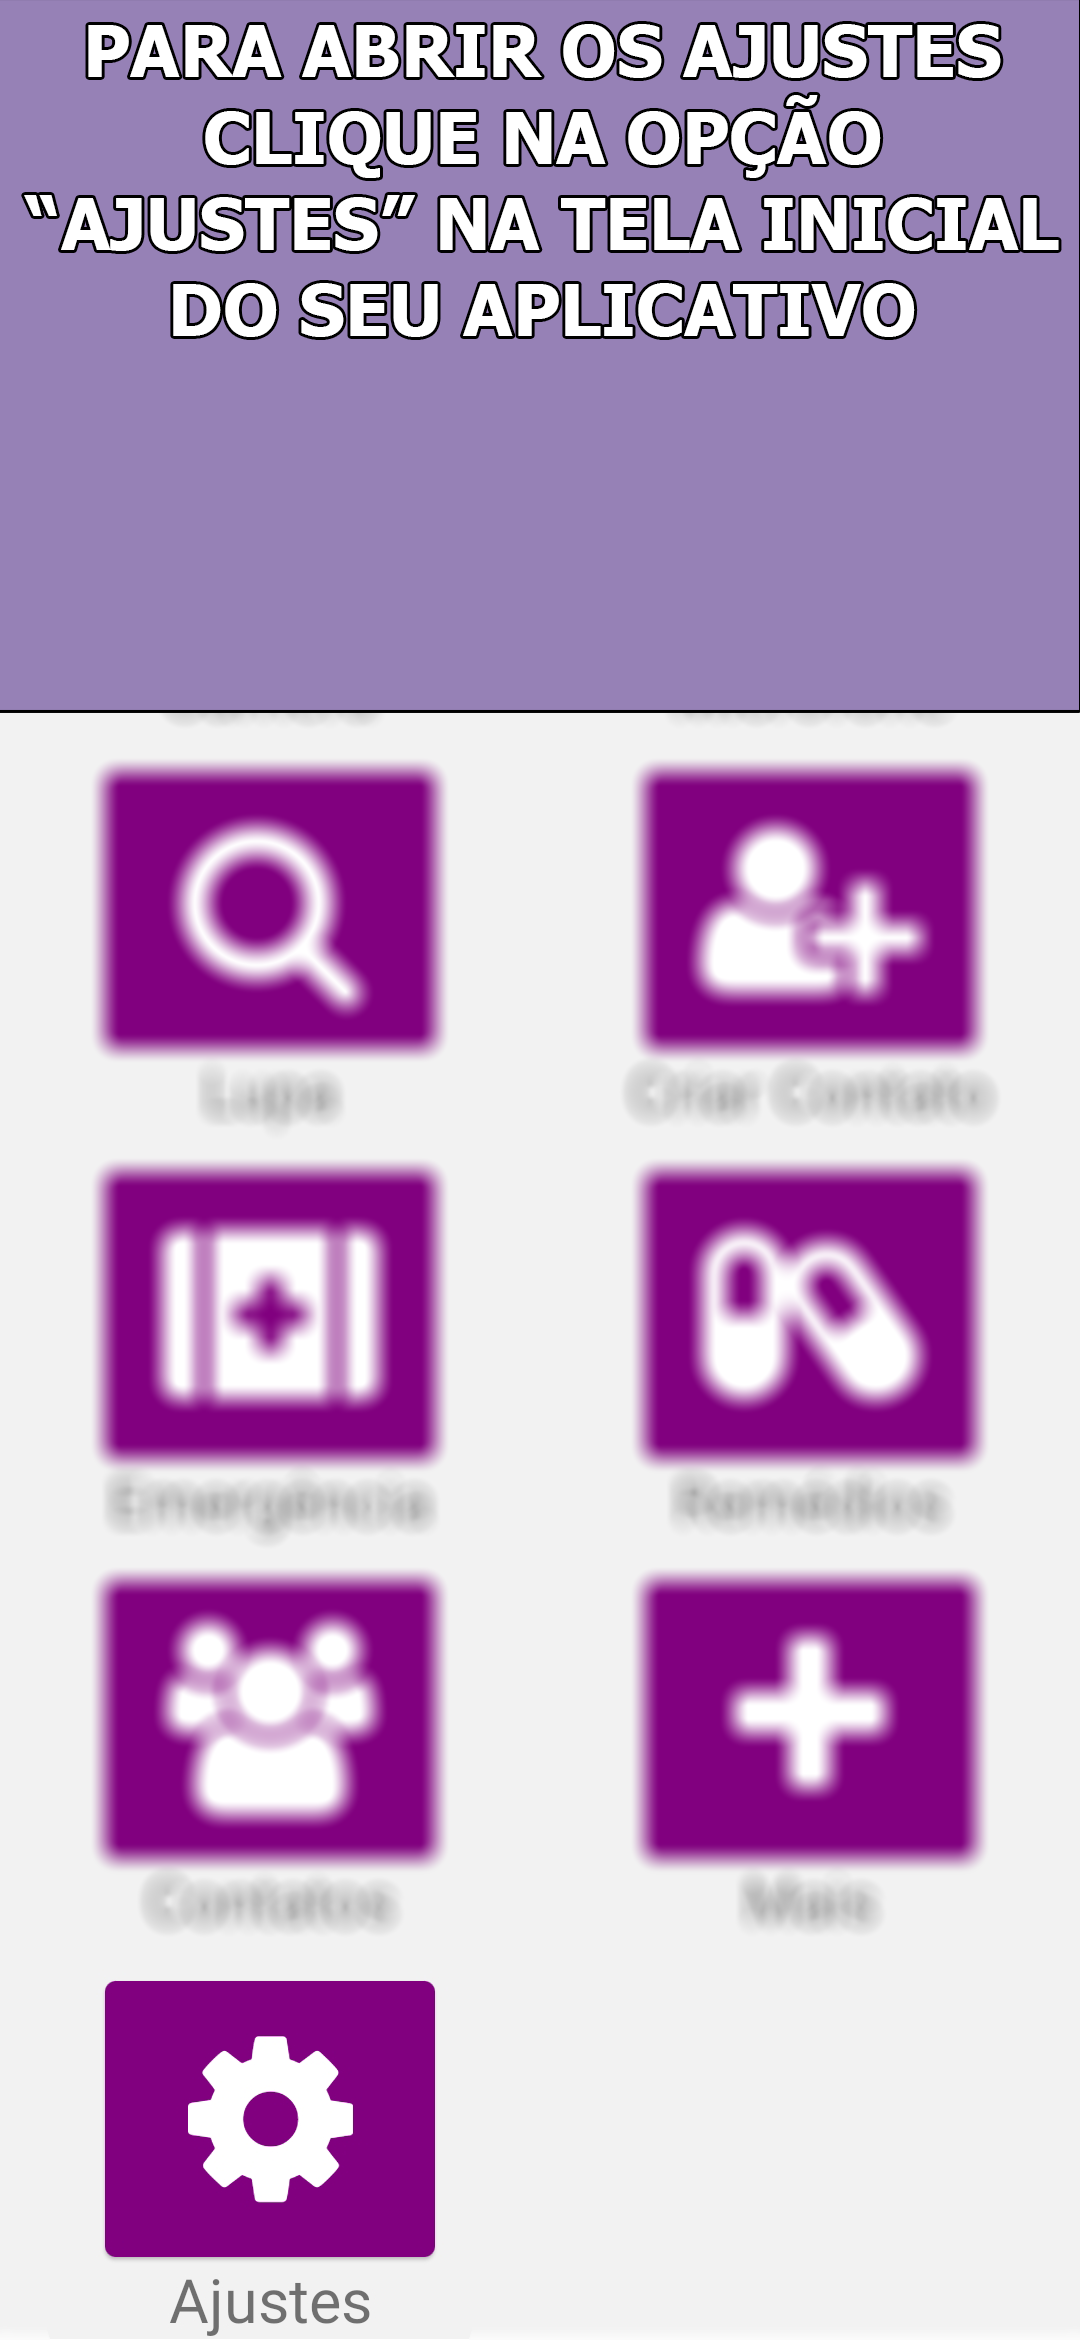 PARA ABRIR OS AJUSTES
CLIQUE NA OPÇÃO
“AJUSTES” NA TELA INICIAL
DO SEU APLICATIVO
Lupa
Criar Contato
Emergência
Remédios
Contatos
Mais
Ajustes